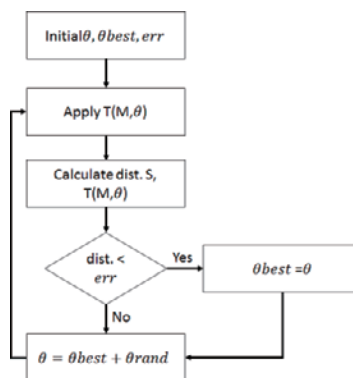 Initialθ, θbest, err
Apply T(M,θ)
Calculate dist. S,
T(M,θ)
dist. <
err
Yes
θbest =θ
No
θ = θbest + θrand